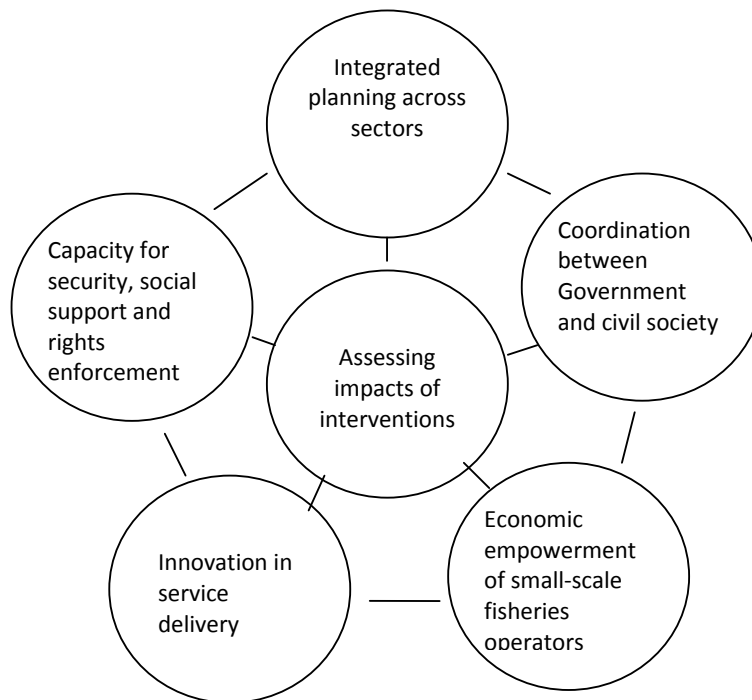 Integrated
planning across
sectors
Capacity for
security, social
support and
rights
enforcement
Coordination
between
Government
and civil society
Assessing
impacts of
interventions
Innovation in
service
delivery
Economic
empowerment
of small-scale
fisheries
operators